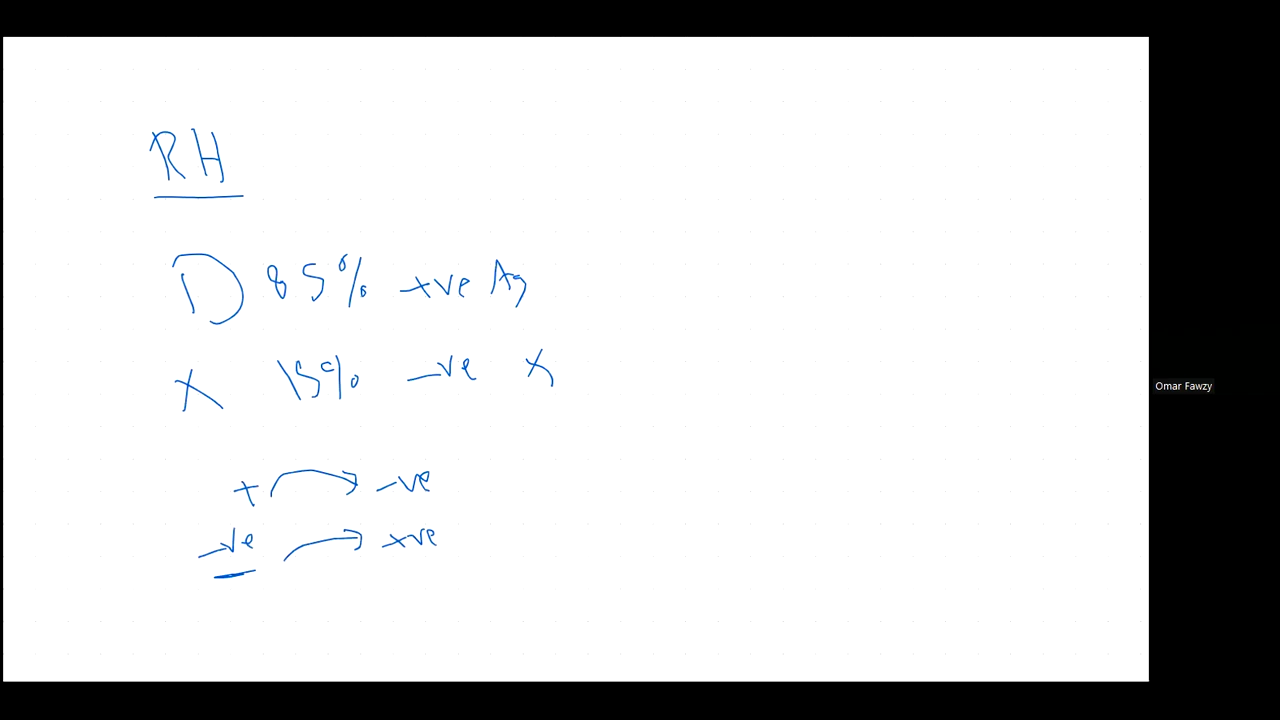 RH
D 85% +ve Ag
X 15% -ve X
+ → -ve
-ve → +ve
Omar Fawzy